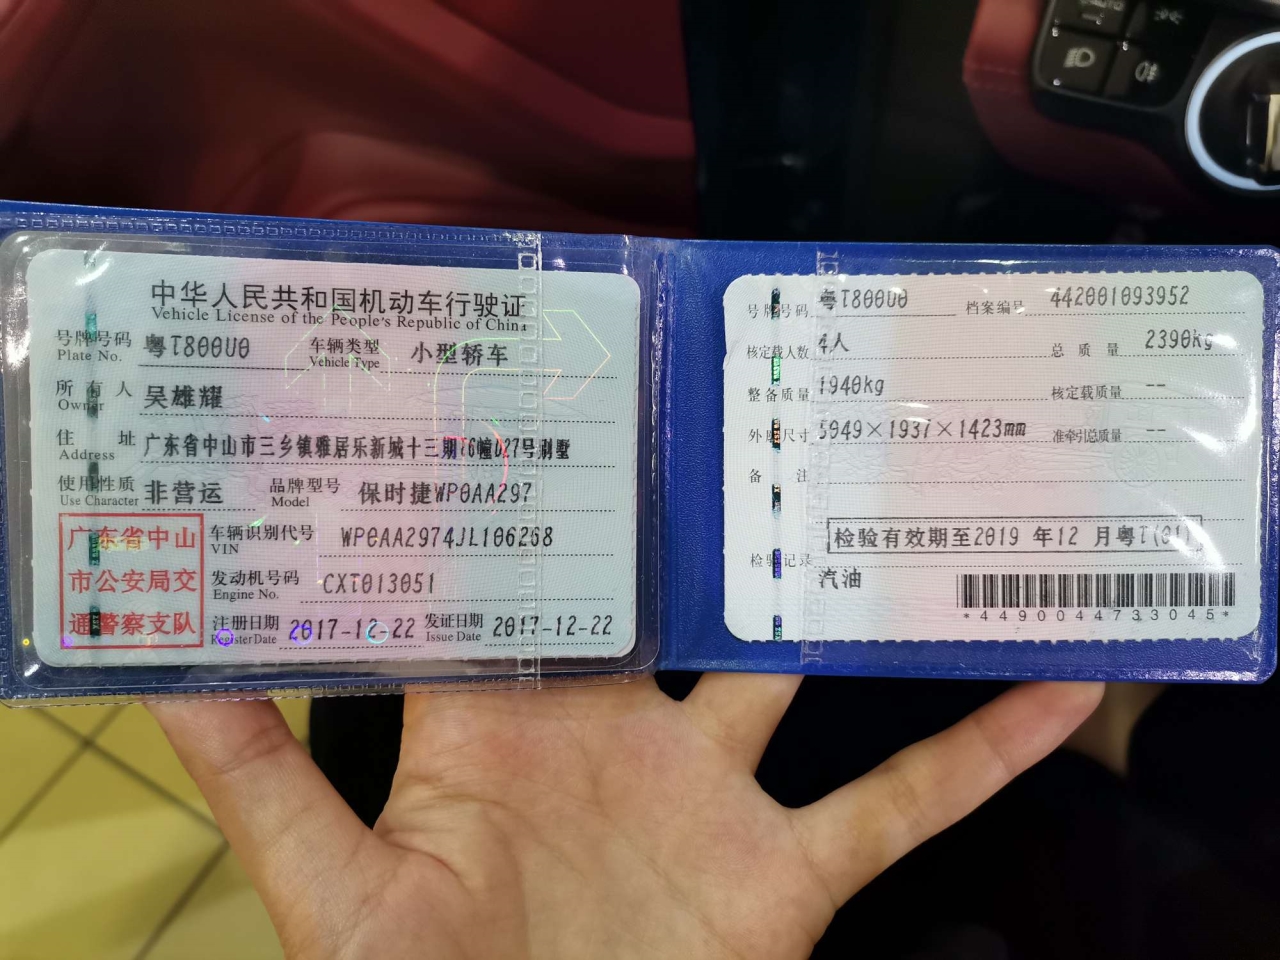 中华人民共和国机动车行驶证
Vehicle License of the People's Republic of China
号牌号码 粤T800U0 车辆类型 小型轿车
Plate No. Vehicle Type
所有人 吴雄耀
Owner
住址 广东省中山市三乡镇雅居乐新城十三期T6幢D27号别墅
Address
使用性质 非营运 品牌型号 保时捷WP0AA297
Use Character Model
车辆识别代号 WP0AA2974JL106268
VIN
发动机号码 CXT013051
Engine No.
注册日期 2017-12-22 发证日期 2017-12-22
Register Date Issue Date
广东省中山
市公安局交
通警察支队
号牌号码 粤T800U0 档案编号 442001093952
核定载人数 4人 总质量 2390kg
整备质量 1940kg 核定载质量 --
外廓尺寸 5049×1937×1423mm 准牵引总质量 --
备注
检验有效期至2019 年12 月粤T(01)
检验记录
汽油
*4490044733045*
AUTO